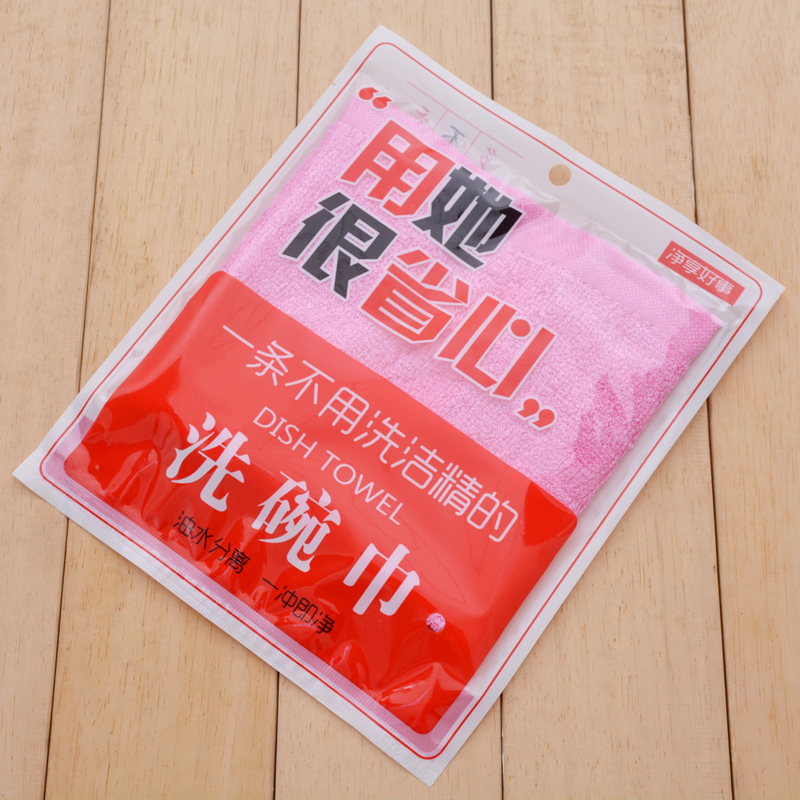 “用她
很省心”
净享好事
一条不用洗洁精的
DISH TOWEL
洗碗巾
油水分离 一冲即净